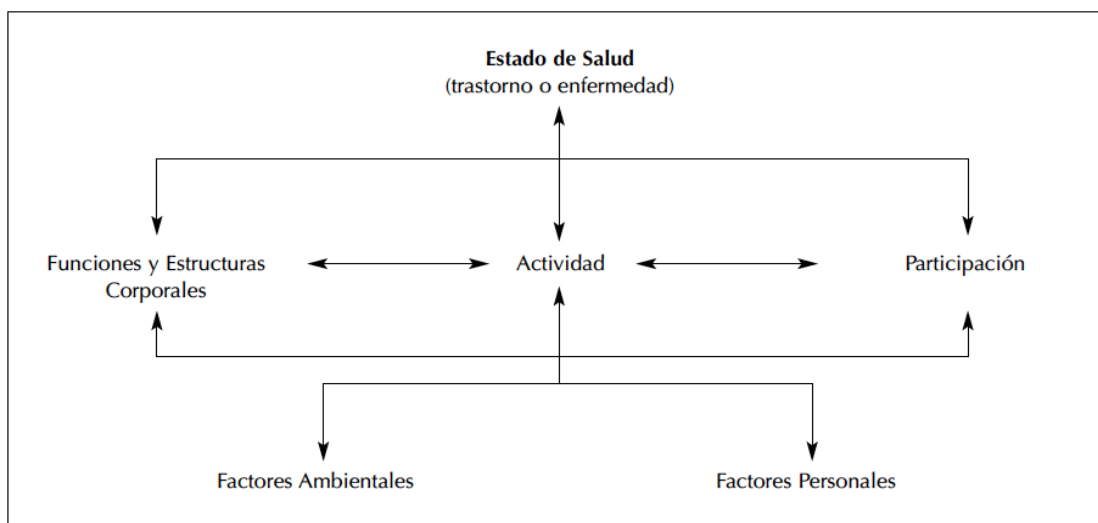 Estado de Salud
(trastorno o enfermedad)
Funciones y Estructuras
Corporales
Actividad
Participación
Factores Ambientales
Factores Personales